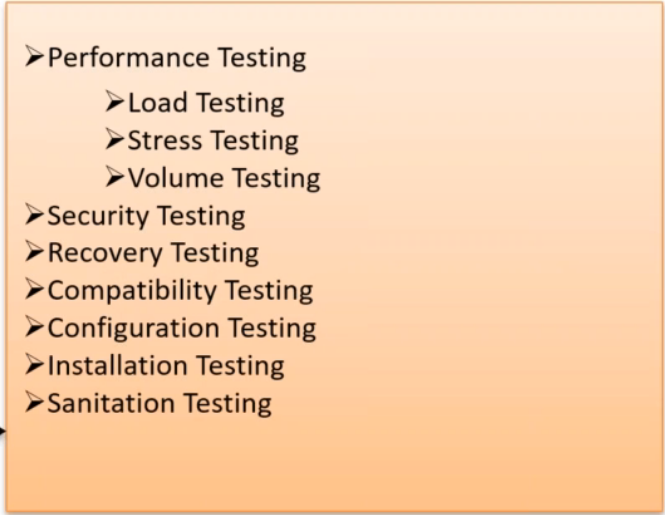 ➢Performance Testing
➢Load Testing
➢Stress Testing
➢Volume Testing
➢Security Testing
➢Recovery Testing
➢Compatibility Testing
➢Configuration Testing
➢Installation Testing
➢Sanitation Testing